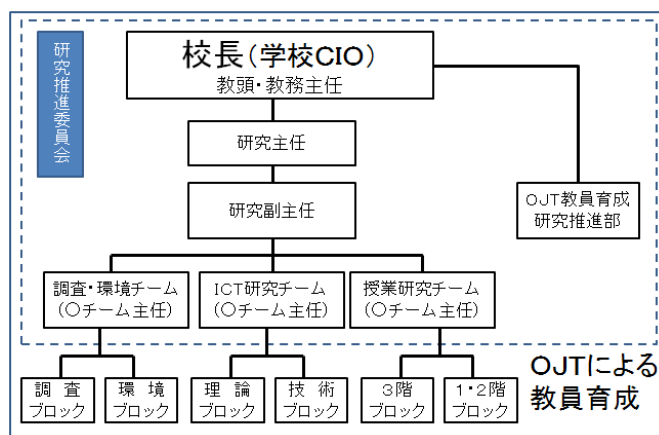 研究推進委員会
校長（学校CIO）
教頭・教務主任
研究主任
研究副主任
OJT教員育成
研究推進部
調査・環境チーム
（○チーム主任）
ICT研究チーム
（○チーム主任）
授業研究チーム
（○チーム主任）
調　査
ブロック
環　境
ブロック
理　論
ブロック
技　術
ブロック
３階
ブロック
1・2階
ブロック
OJTによる
教員育成